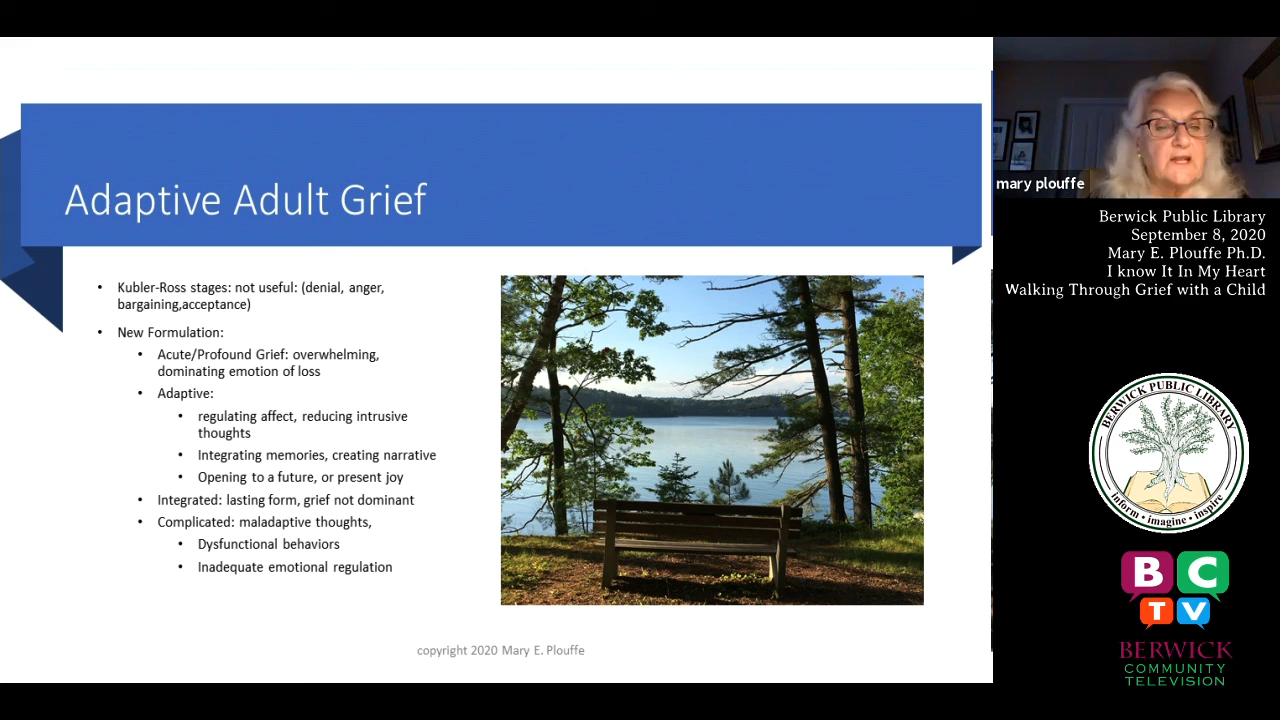 Adaptive Adult Grief
• Kubler-Ross stages: not useful: (denial, anger,
bargaining,acceptance)
• New Formulation:
• Acute/Profound Grief: overwhelming,
dominating emotion of loss
• Adaptive:
• regulating affect, reducing intrusive
thoughts
• Integrating memories, creating narrative
• Opening to a future, or present joy
• Integrated: lasting form, grief not dominant
• Complicated: maladaptive thoughts,
• Dysfunctional behaviors
• Inadequate emotional regulation
copyright 2020 Mary E. Plouffe
mary plouffe
Berwick Public Library
September 8, 2020
Mary E. Plouffe Ph.D.
I know It In My Heart
Walking Through Grief with a Child
BERWICK PUBLIC LIBRARY
inform • imagine • inspire
BC
TV
BERWICK
COMMUNITY
TELEVISION